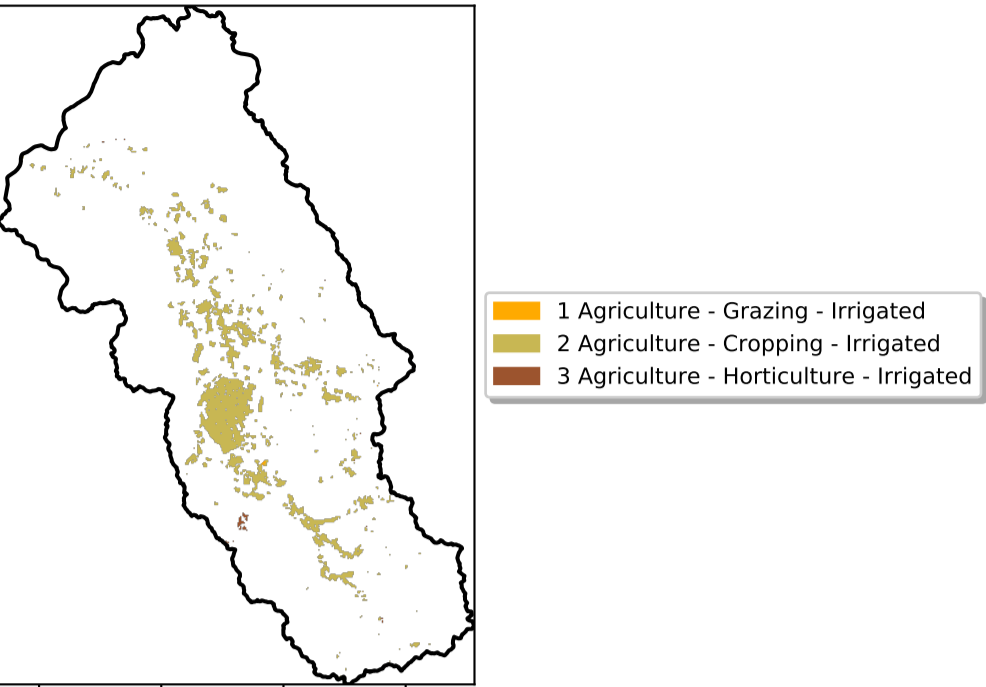 1 Agriculture - Grazing - Irrigated
2 Agriculture - Cropping - Irrigated
3 Agriculture - Horticulture - Irrigated